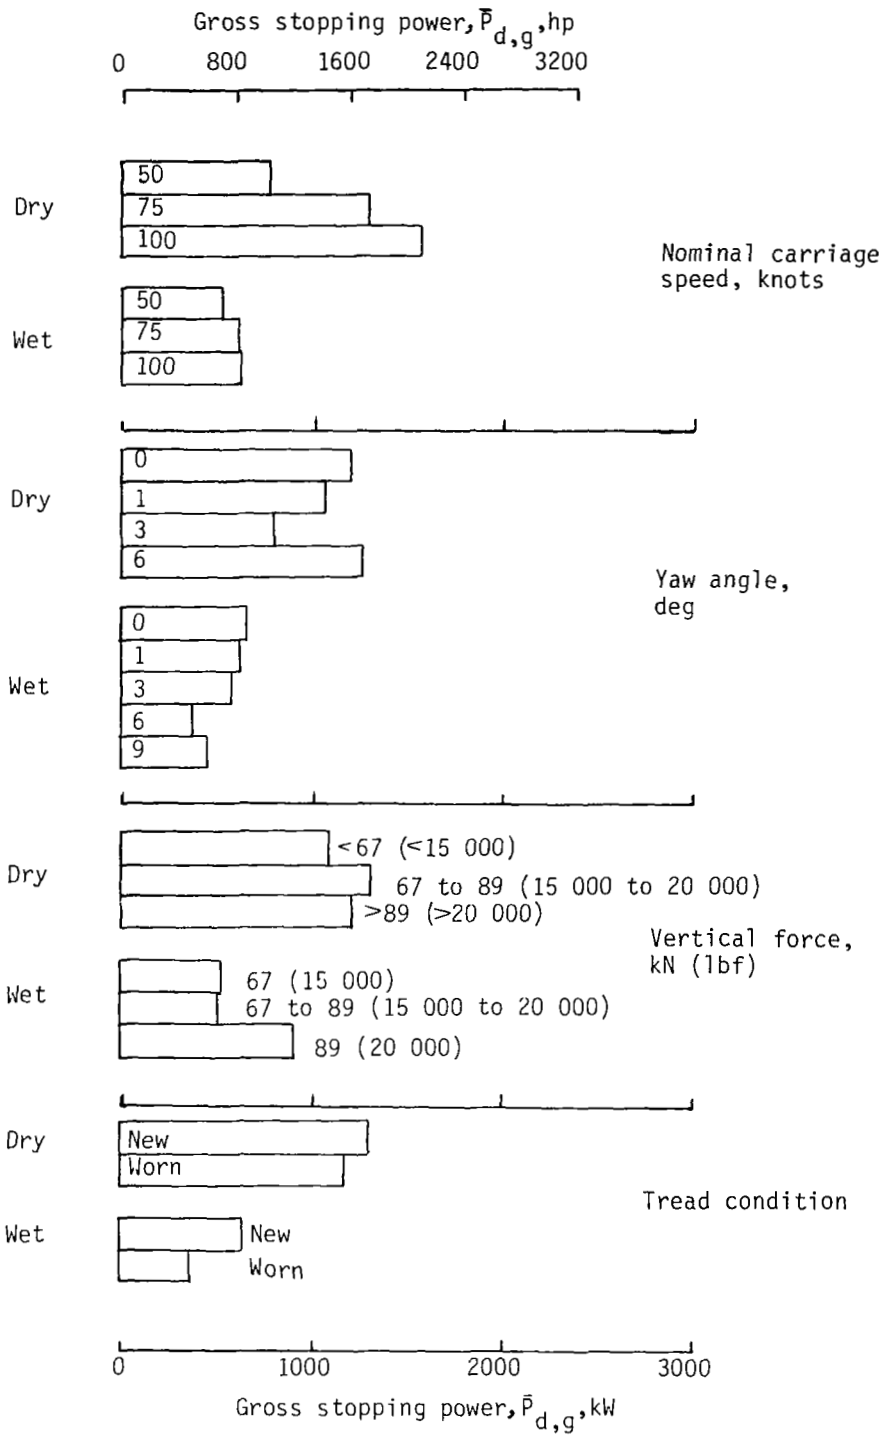 Gross stopping power, P̄d,g, hp
0 800 1600 2400 3200
Dry
50
75
100
Nominal carriage
speed, knots
Wet
50
75
100
Dry
0
1
3
6
Yaw angle,
deg
Wet
0
1
3
6
9
Dry
<67 (<15 000)
67 to 89 (15 000 to 20 000)
>89 (>20 000)
Vertical force,
kN (lbf)
Wet
67 (15 000)
67 to 89 (15 000 to 20 000)
89 (20 000)
Dry
New
Worn
Tread condition
Wet
New
Worn
0 1000 2000 3000
Gross stopping power, P̄d,g, kW